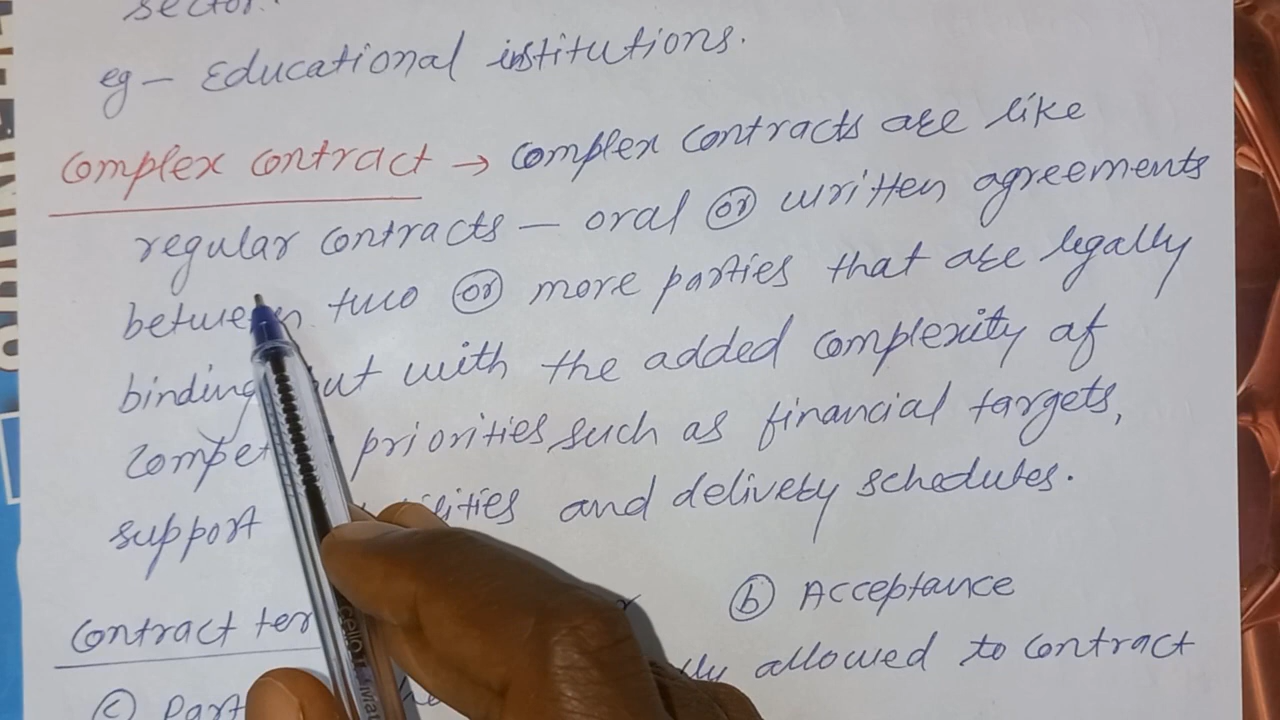 sector.
eg - Educational institutions.
Complex contract → Complex contracts are like
regular contracts - oral or written agreements
between two or more parties that are legally
binding but with the added complexity of
priorities, such as financial targets,
support and delivery schedules.
Contract b Acceptance
allowed to contract
c
cello